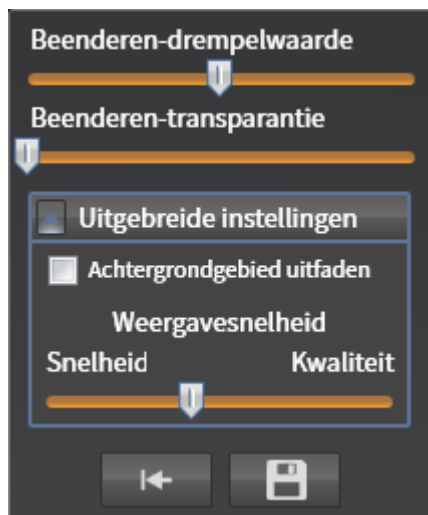 Beenderen-drempelwaarde
Beenderen-transparantie
Uitgebreide instellingen
Achtergrondgebied uitfaden
Weergavesnelheid
Snelheid Kwaliteit